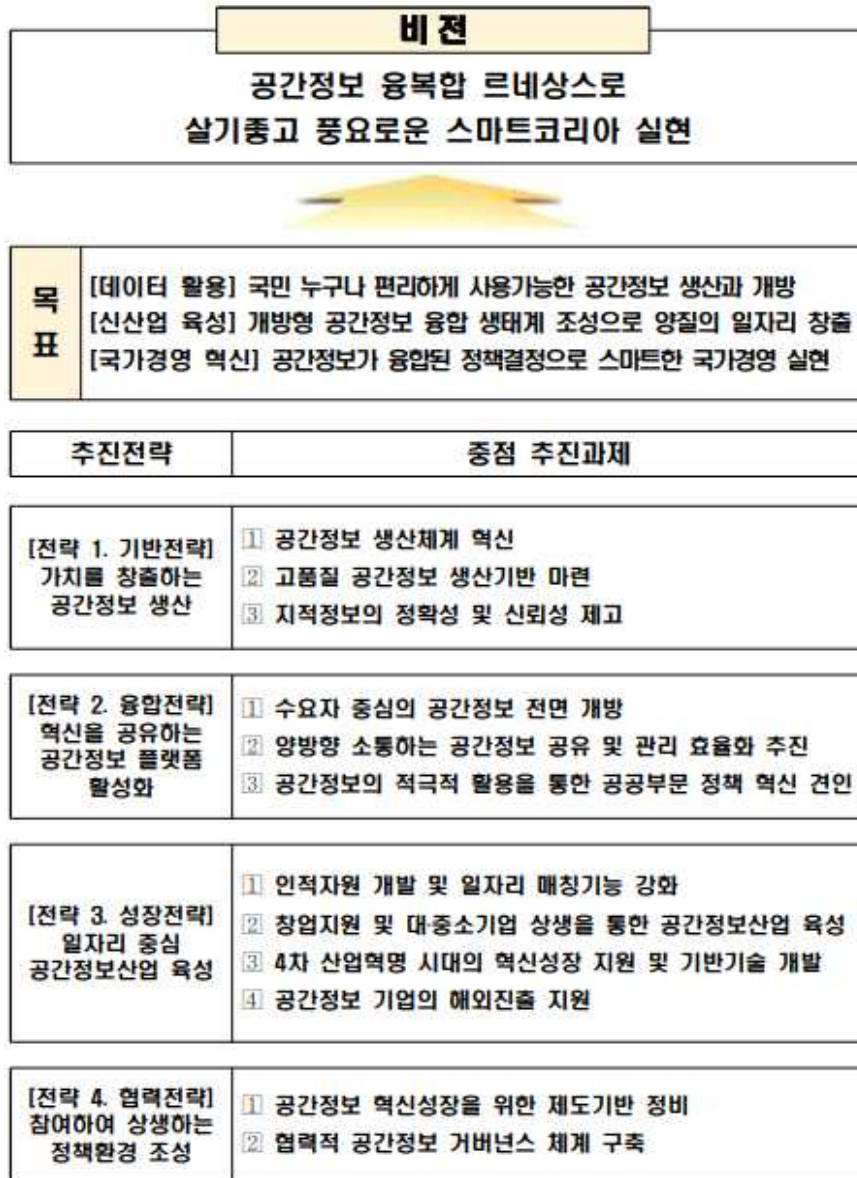 비 전
공간정보 융복합 르네상스로
살기좋고 풍요로운 스마트코리아 실현
목
표
[데이터 활용] 국민 누구나 편리하게 사용가능한 공간정보 생산과 개방
[신산업 육성] 개방형 공간정보 융합 생태계 조성으로 양질의 일자리 창출
[국가경영 혁신] 공간정보가 융합된 정책결정으로 스마트한 국가경영 실현
추진전략
중점 추진과제
[전략 1. 기반전략]
가치를 창출하는
공간정보 생산
1 공간정보 생산체계 혁신
2 고품질 공간정보 생산기반 마련
3 지적정보의 정확성 및 신뢰성 제고
[전략 2. 융합전략]
혁신을 공유하는
공간정보 플랫폼
활성화
1 수요자 중심의 공간정보 전면 개방
2 양방향 소통하는 공간정보 공유 및 관리 효율화 추진
3 공간정보의 적극적 활용을 통한 공공부문 정책 혁신 견인
[전략 3. 성장전략]
일자리 중심
공간정보산업 육성
1 인적자원 개발 및 일자리 매칭기능 강화
2 창업지원 및 대·중소기업 상생을 통한 공간정보산업 육성
3 4차 산업혁명 시대의 혁신성장 지원 및 기반기술 개발
4 공간정보 기업의 해외진출 지원
[전략 4. 협력전략]
참여하여 상생하는
정책환경 조성
1 공간정보 혁신성장을 위한 제도기반 정비
2 협력적 공간정보 거버넌스 체계 구축